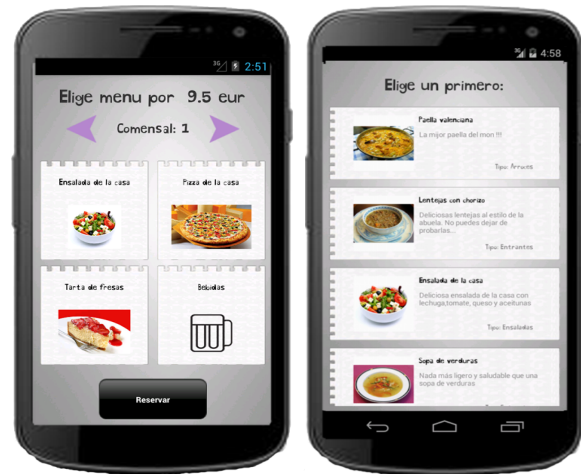 3G 2:51
Elige menu por 9.5 eur
Comensal: 1
Ensalada de la casa
Pizza de la casa
Tarta de fresas
Bebidas
Reservar
3G 4:58
Elige un primero:
Paella valenciana
La mijor paella del mon !!!
Tipo: Arroces
Lentejas con chorizo
Deliciosas lentejas al estilo de la
abuela. No puedes dejar de
probarlas...
Tipo: Entrantes
Ensalada de la casa
Deliciosa ensalada de la casa con
lechuga,tomate, queso y aceitunas
Tipo: Ensaladas
Sopa de verduras
Nada más ligero y saludable que una
sopa de verduras